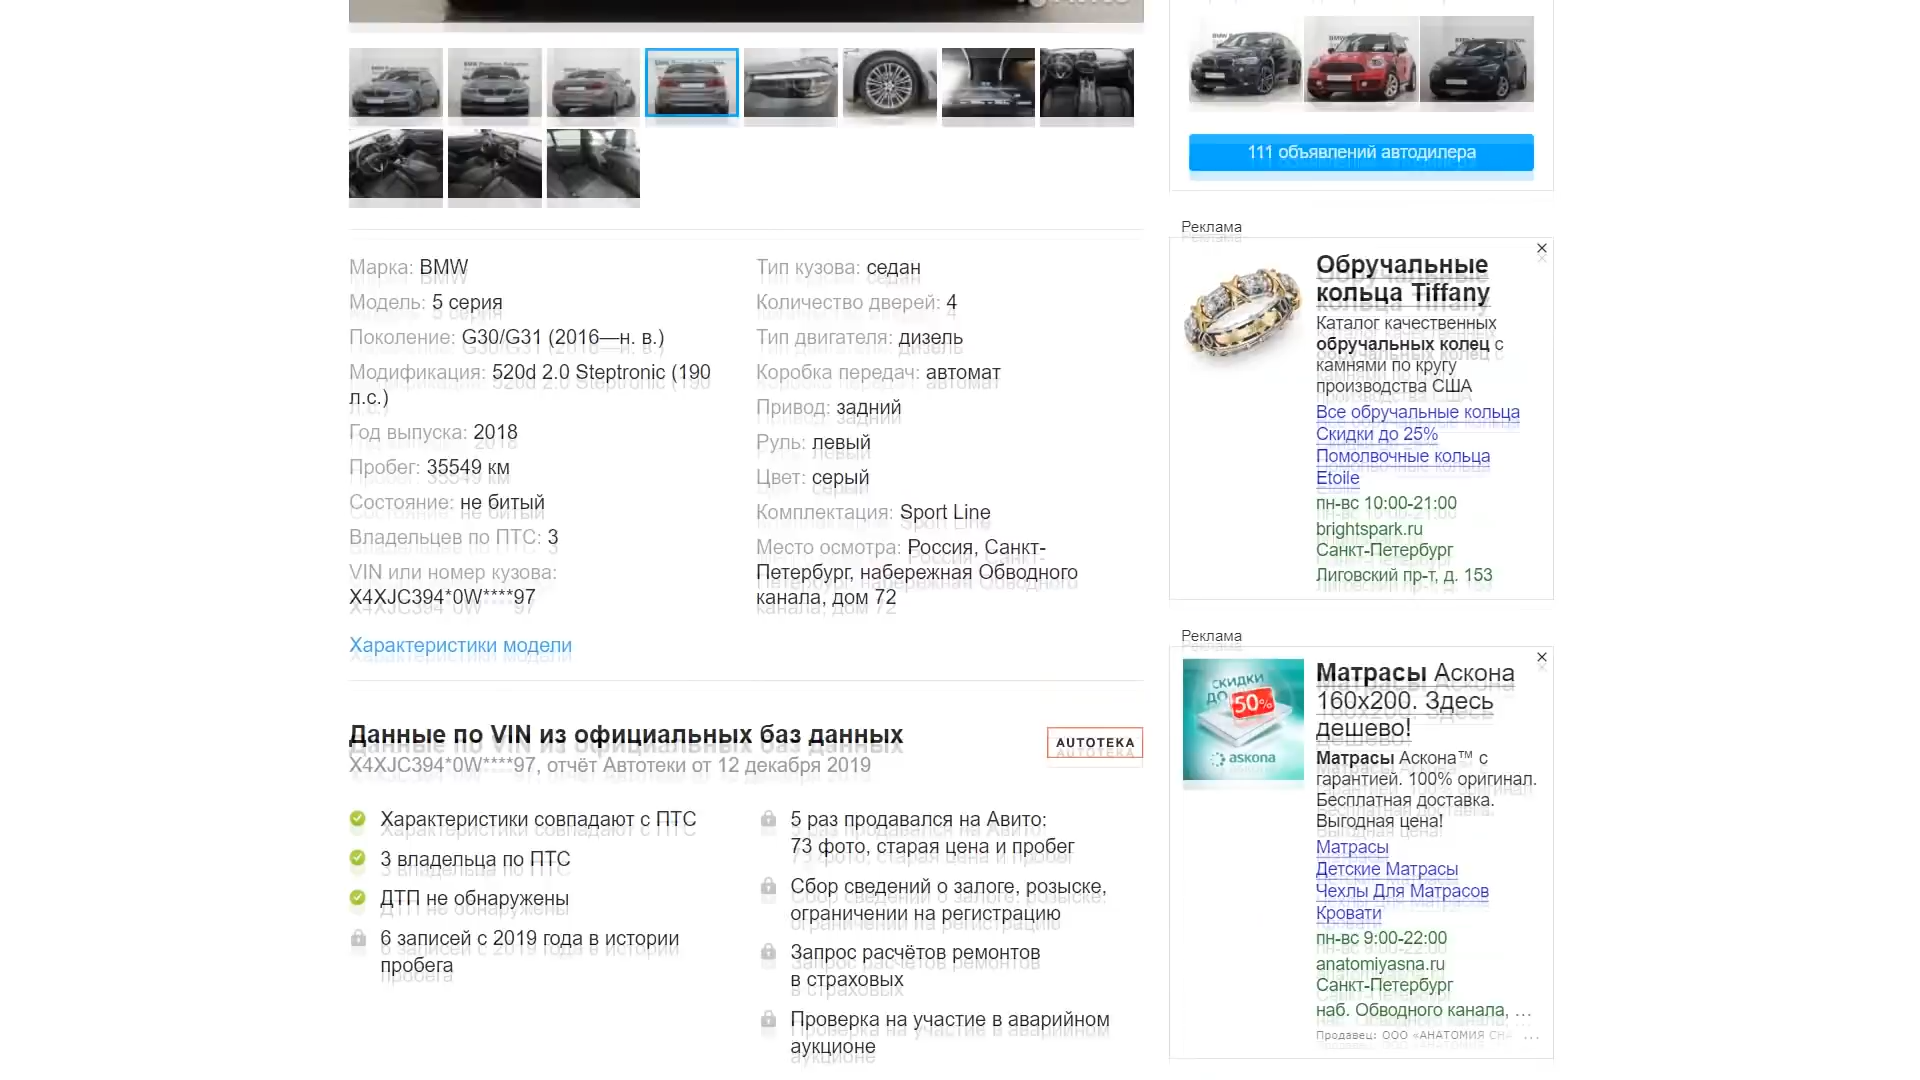 111 объявлений автодилера
Марка: BMW
Модель: 5 серия
Поколение: G30/G31 (2016—н. в.)
Модификация: 520d 2.0 Steptronic (190
л.с.)
Год выпуска: 2018
Пробег: 35549 км
Состояние: не битый
Владельцев по ПТС: 3
VIN или номер кузова:
X4XJC394*0W****97
Характеристики модели
Тип кузова: седан
Количество дверей: 4
Тип двигателя: дизель
Коробка передач: автомат
Привод: задний
Руль: левый
Цвет: серый
Комплектация: Sport Line
Место осмотра: Россия, Санкт-
Петербург, набережная Обводного
канала, дом 72
Данные по VIN из официальных баз данных
X4XJC394*0W****97, отчёт Автотеки от 12 декабря 2019
AUTOTEKA
Характеристики совпадают с ПТС
3 владельца по ПТС
ДТП не обнаружены
6 записей с 2019 года в истории
пробега
5 раз продавался на Авито:
73 фото, старая цена и пробег
Сбор сведений о залоге, розыске,
ограничении на регистрацию
Запрос расчётов ремонтов
в страховых
Проверка на участие в аварийном
аукционе
Реклама
Обручальные
кольца Tiffany
Каталог качественных
обручальных колец с
камнями по кругу
производства США
Все обручальные кольца
Скидки до 25%
Помолвочные кольца
Etoile
пн-вс 10:00-21:00
brightspark.ru
Санкт-Петербург
Лиговский пр-т, д. 153
Реклама
СКИДКИ
ДО
50%
askona
Матрасы Аскона
160x200. Здесь
дешево!
Матрасы Аскона™ с
гарантией. 100% оригинал.
Бесплатная доставка.
Выгодная цена!
Матрасы
Детские Матрасы
Чехлы Для Матрасов
Кровати
пн-вс 9:00-22:00
anatomiyasna.ru
Санкт-Петербург
наб. Обводного канала, ...
Продавец: ООО «АНАТОМИЯ СНА ...